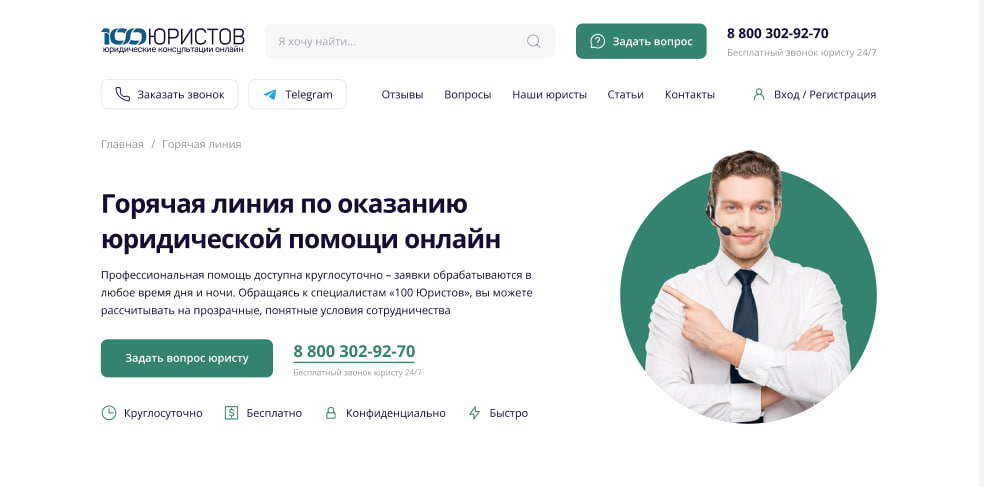 100ЮРИСТОВ
юридические консультации онлайн
Я хочу найти...
Задать вопрос
8 800 302-92-70
Бесплатный звонок юристу 24/7
Заказать звонок
Telegram
Отзывы
Вопросы
Наши юристы
Статьи
Контакты
Вход / Регистрация
Главная / Горячая линия
Горячая линия по оказанию
юридической помощи онлайн
Профессиональная помощь доступна круглосуточно – заявки обрабатываются в
любое время дня и ночи. Обращаясь к специалистам «100 Юристов», вы можете
рассчитывать на прозрачные, понятные условия сотрудничества
Задать вопрос юристу
8 800 302-92-70
Бесплатный звонок юристу 24/7
Круглосуточно
Бесплатно
Конфиденциально
Быстро